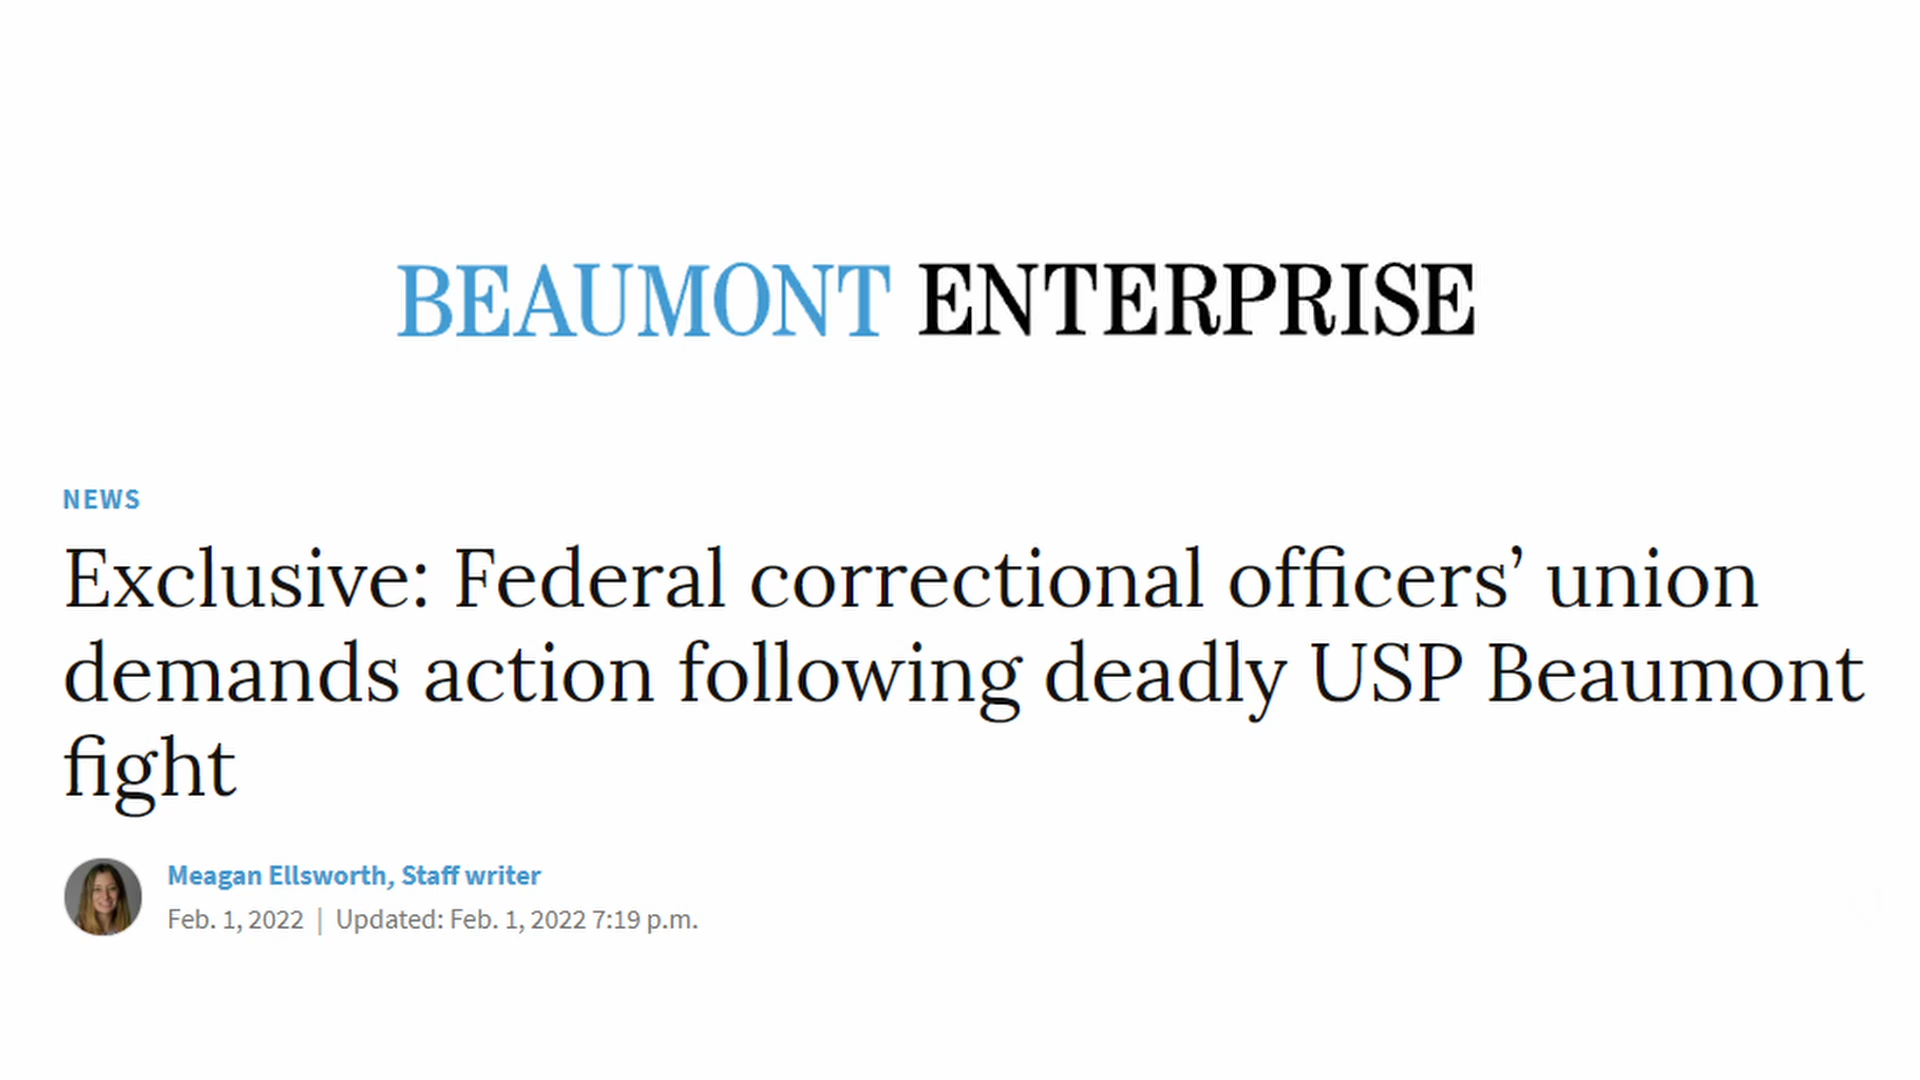 BEAUMONT ENTERPRISE
NEWS
Exclusive: Federal correctional officers’ union
demands action following deadly USP Beaumont
fight
Meagan Ellsworth, Staff writer
Feb. 1, 2022 | Updated: Feb. 1, 2022 7:19 p.m.